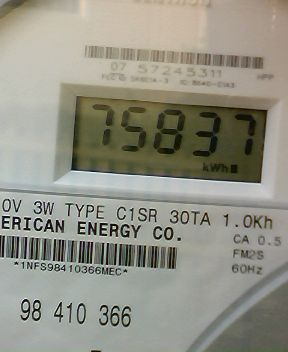 07 57245311
HPP
75837
kWh
0V 3W TYPE C1SR 30TA 1.0Kh
ERICAN ENERGY CO.
CA 0.5
FM2S
*1NFS98410366MEC*
60Hz
98 410 366